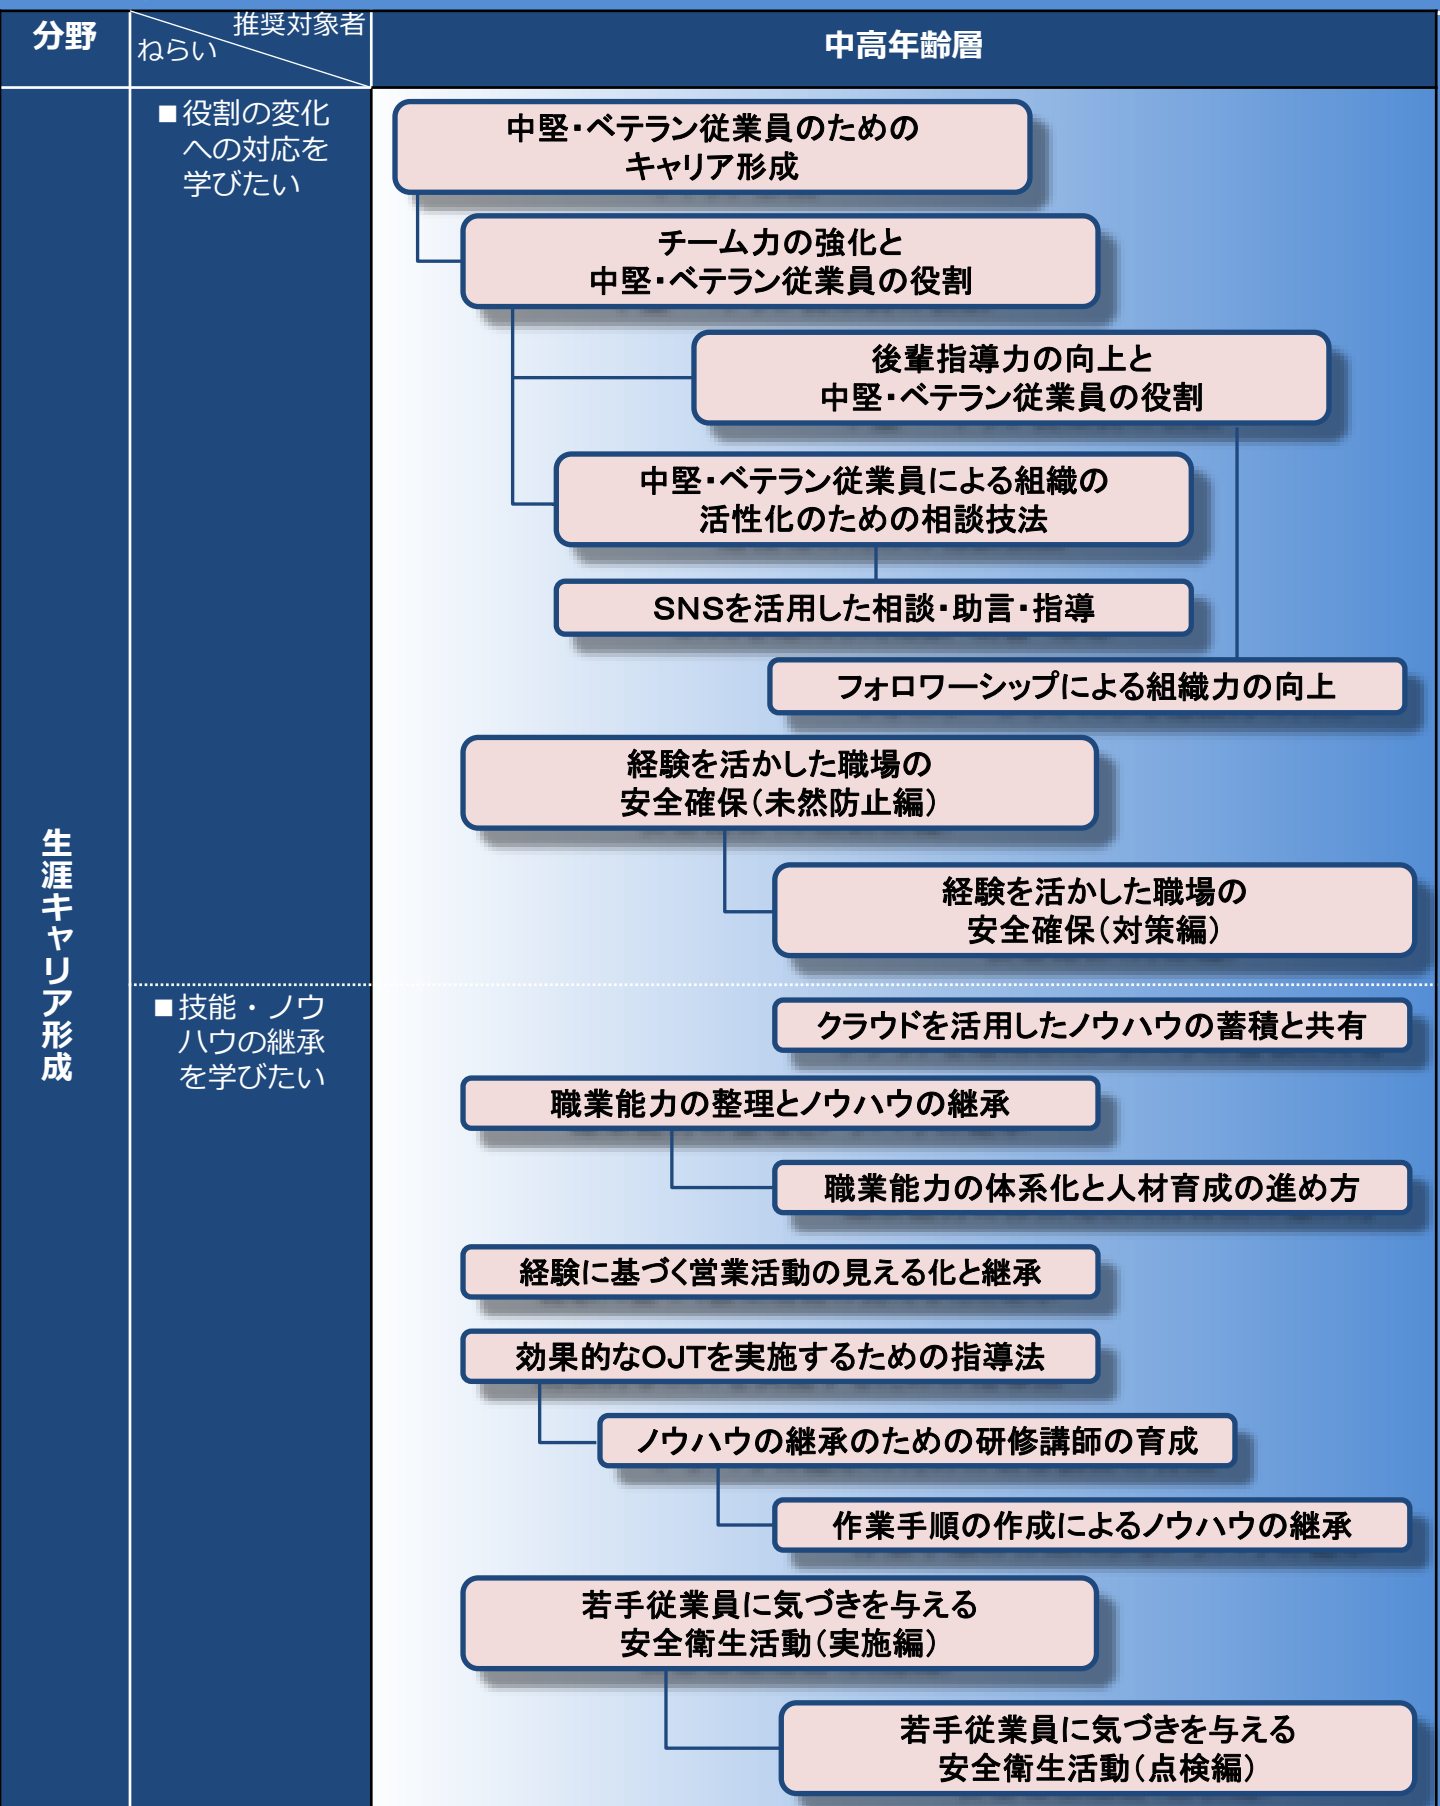 分野
推奨対象者
ねらい
中高年齢層
生涯キャリア形成
■役割の変化
への対応を
学びたい
中堅・ベテラン従業員のための
キャリア形成
チーム力の強化と
中堅・ベテラン従業員の役割
後輩指導力の向上と
中堅・ベテラン従業員の役割
中堅・ベテラン従業員による組織の
活性化のための相談技法
SNSを活用した相談・助言・指導
フォロワーシップによる組織力の向上
経験を活かした職場の
安全確保（未然防止編）
経験を活かした職場の
安全確保（対策編）
■技能・ノウ
ハウの継承
を学びたい
クラウドを活用したノウハウの蓄積と共有
職業能力の整理とノウハウの継承
職業能力の体系化と人材育成の進め方
経験に基づく営業活動の見える化と継承
効果的なOJTを実施するための指導法
ノウハウの継承のための研修講師の育成
作業手順の作成によるノウハウの継承
若手従業員に気づきを与える
安全衛生活動（実施編）
若手従業員に気づきを与える
安全衛生活動（点検編）